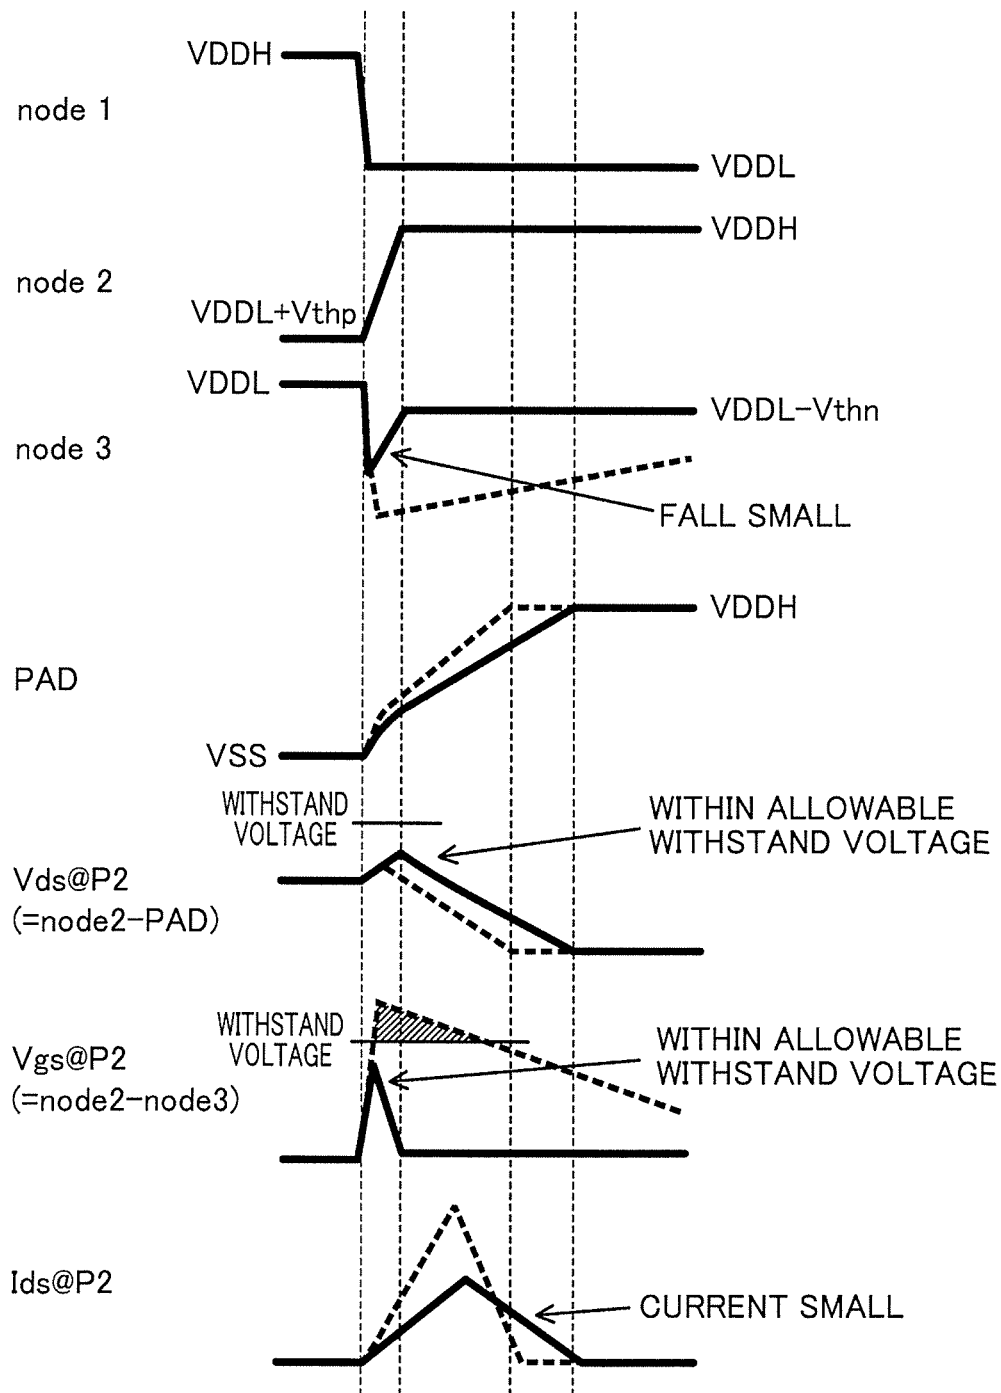 VDDH
node 1
VDDL
VDDH
node 2
VDDL+Vthp
VDDL
VDDL-Vthn
node 3
FALL SMALL
VDDH
PAD
VSS
WITHSTAND
VOLTAGE
WITHIN ALLOWABLE
WITHSTAND VOLTAGE
Vds@P2
(=node2-PAD)
WITHSTAND
VOLTAGE
WITHIN ALLOWABLE
WITHSTAND VOLTAGE
Vgs@P2
(=node2-node3)
Ids@P2
CURRENT SMALL